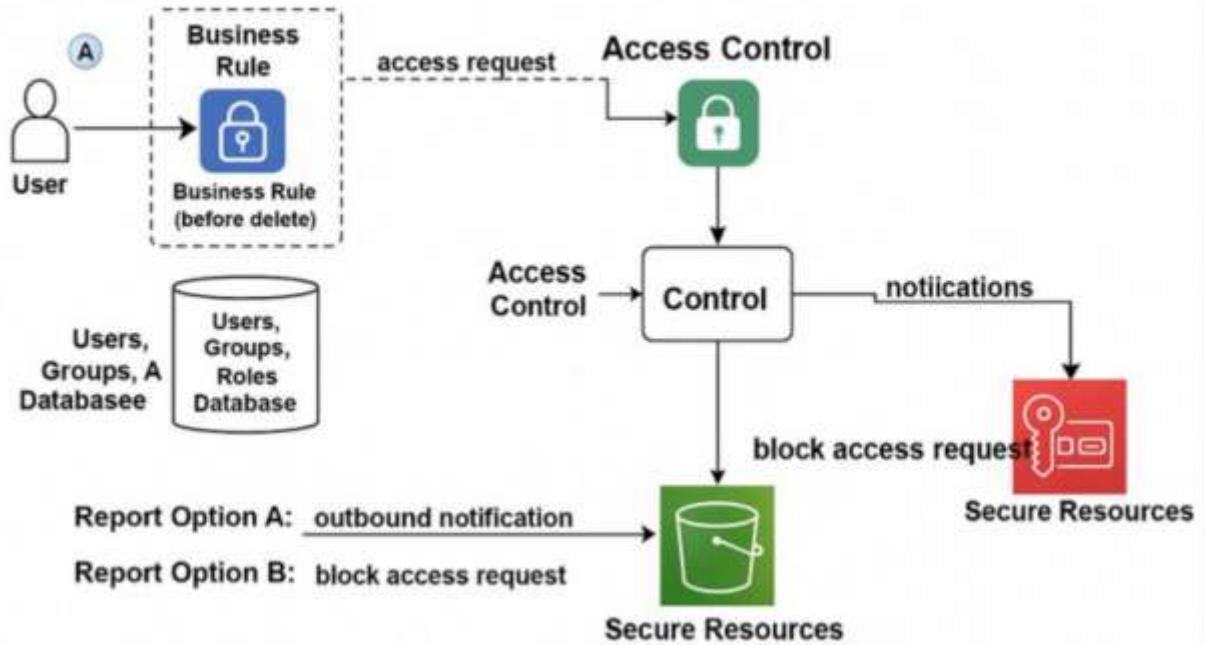 A
Business
Rule
access request
Access Control
User
Business Rule
(before delete)
Access
Control
Control
notiications
Users,
Groups, A
Databasee
Users,
Groups,
Roles
Database
block access request
Secure Resources
Report Option A: outbound notification
Report Option B: block access request
Secure Resources